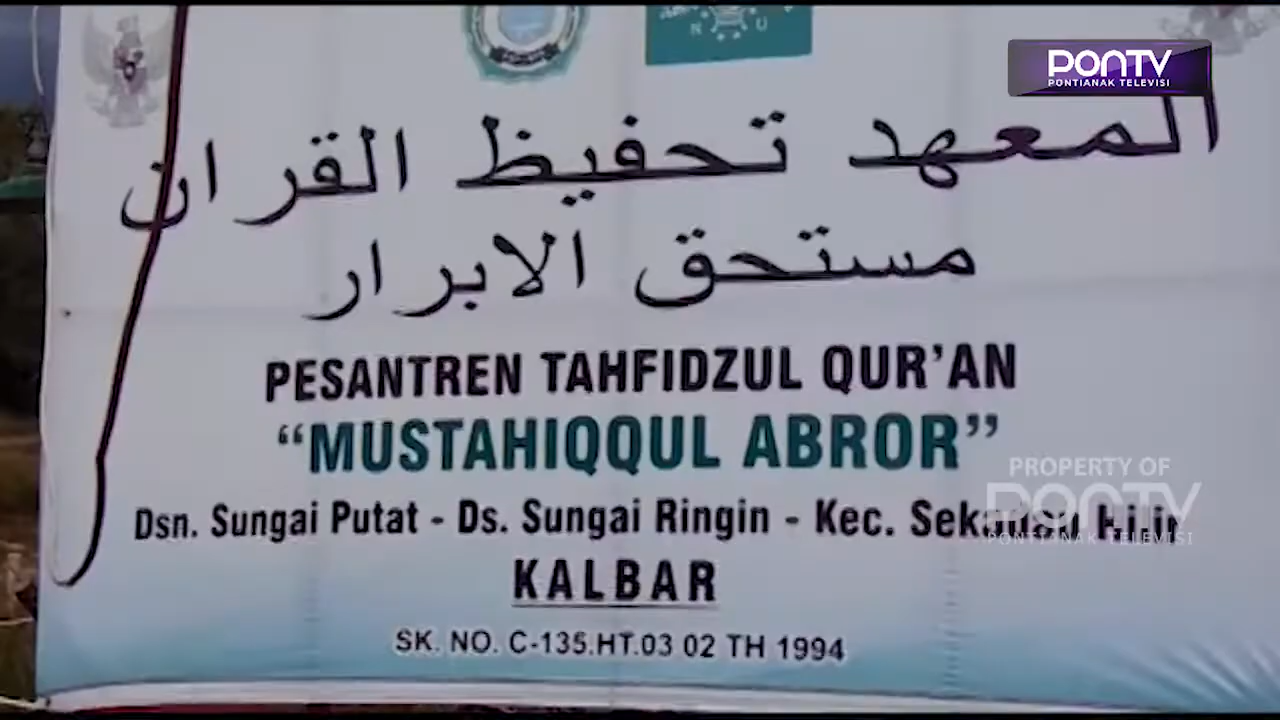 N U
PONTV
PONTIANAK TELEVISI
المعهد تحفيظ القران
مستحق الابرار
PESANTREN TAHFIDZUL QUR'AN
“MUSTAHIQQUL ABROR”
PROPERTY OF
PONTV
PONTIANAK TELEVISI
Dsn. Sungai Putat - Ds. Sungai Ringin - Kec. Sekadau Hilir
KALBAR
SK. NO. C-135.HT.03 02 TH 1994